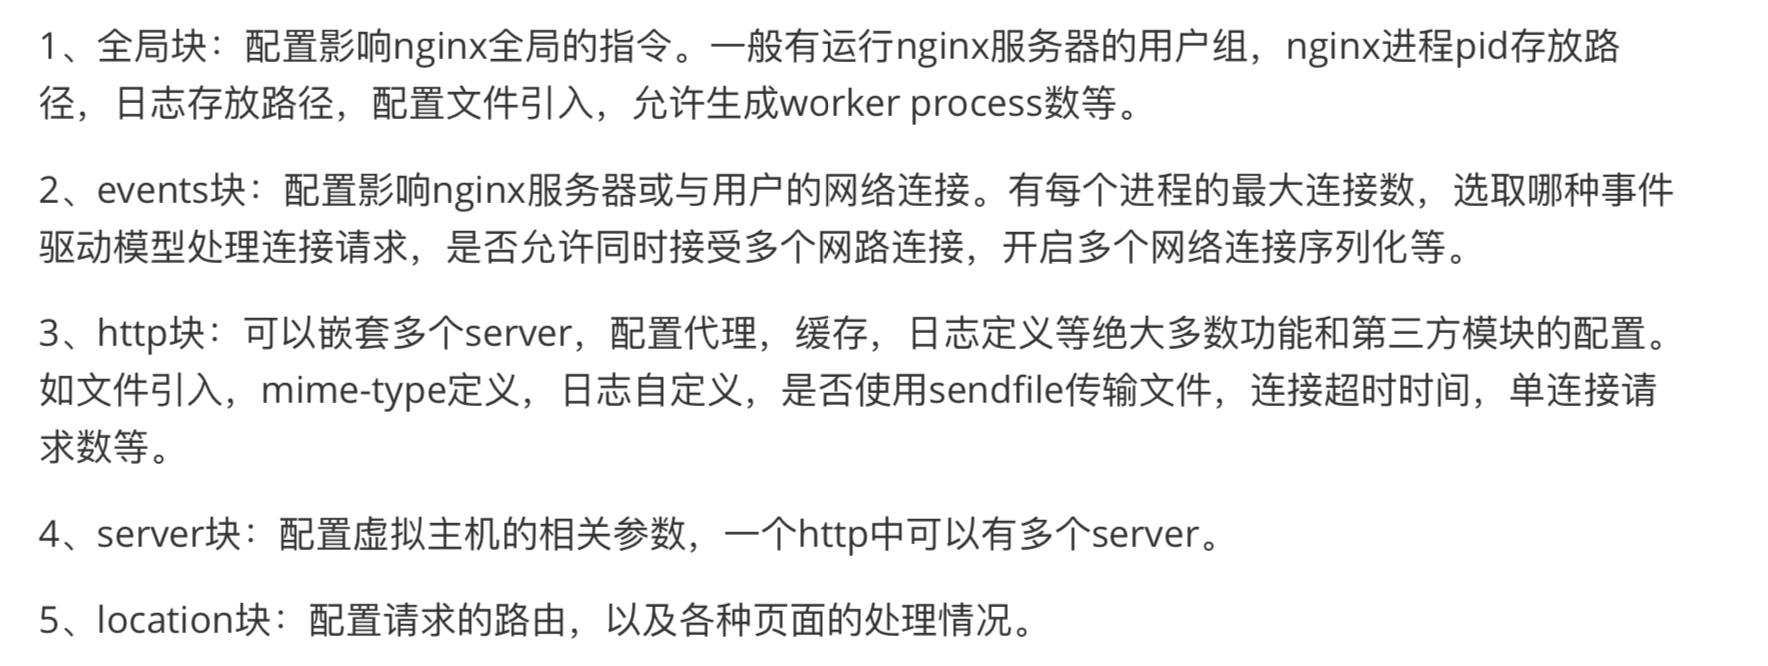 1、全局块：配置影响nginx全局的指令。一般有运行nginx服务器的用户组，nginx进程pid存放路
径，日志存放路径，配置文件引入，允许生成worker process数等。
2、events块：配置影响nginx服务器或与用户的网络连接。有每个进程的最大连接数，选取哪种事件
驱动模型处理连接请求，是否允许同时接受多个网路连接，开启多个网络连接序列化等。
3、http块：可以嵌套多个server，配置代理，缓存，日志定义等绝大多数功能和第三方模块的配置。
如文件引入，mime-type定义，日志自定义，是否使用sendfile传输文件，连接超时时间，单连接请
求数等。
4、server块：配置虚拟主机的相关参数，一个http中可以有多个server。
5、location块：配置请求的路由，以及各种页面的处理情况。